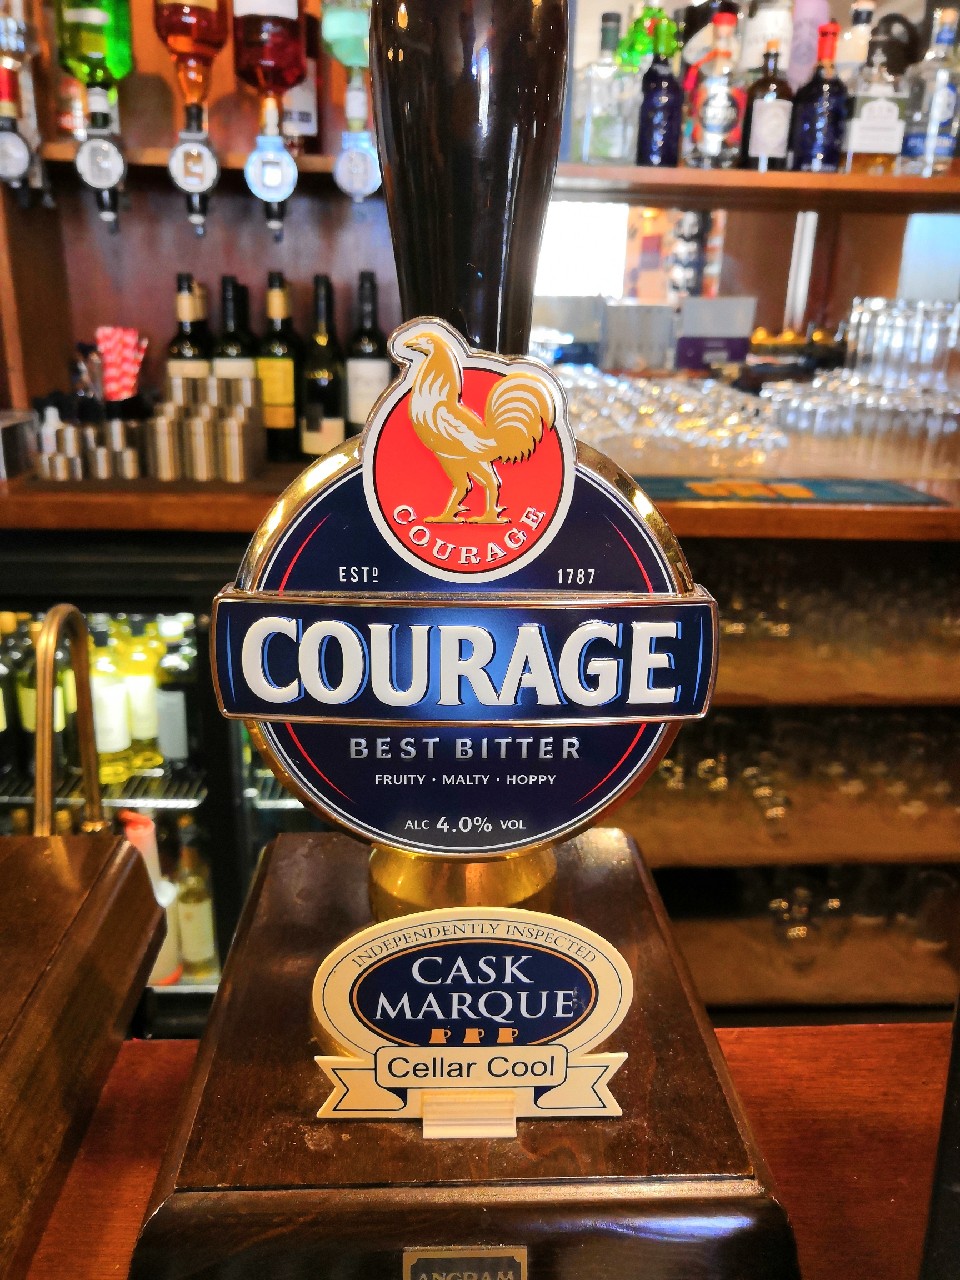 COURAGE
ESTD 1787
COURAGE
BEST BITTER
FRUITY · MALTY · HOPPY
ALC 4.0% VOL
INDEPENDENTLY INSPECTED
CASK
MARQUE
Cellar Cool
ANGRAM